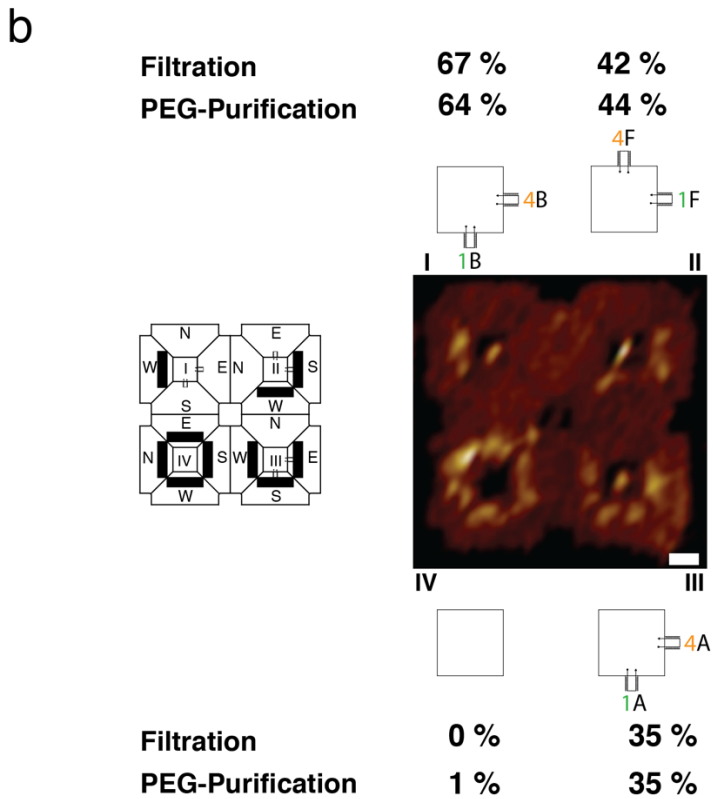 b
Filtration 67 % 42 %
PEG-Purification 64 % 44 %
4F
4B 1F
1B
I II
N E
W I E N II S
S W
E N
N IV S W III E
W S
IV III
4A
1A
Filtration 0 % 35 %
PEG-Purification 1 % 35 %